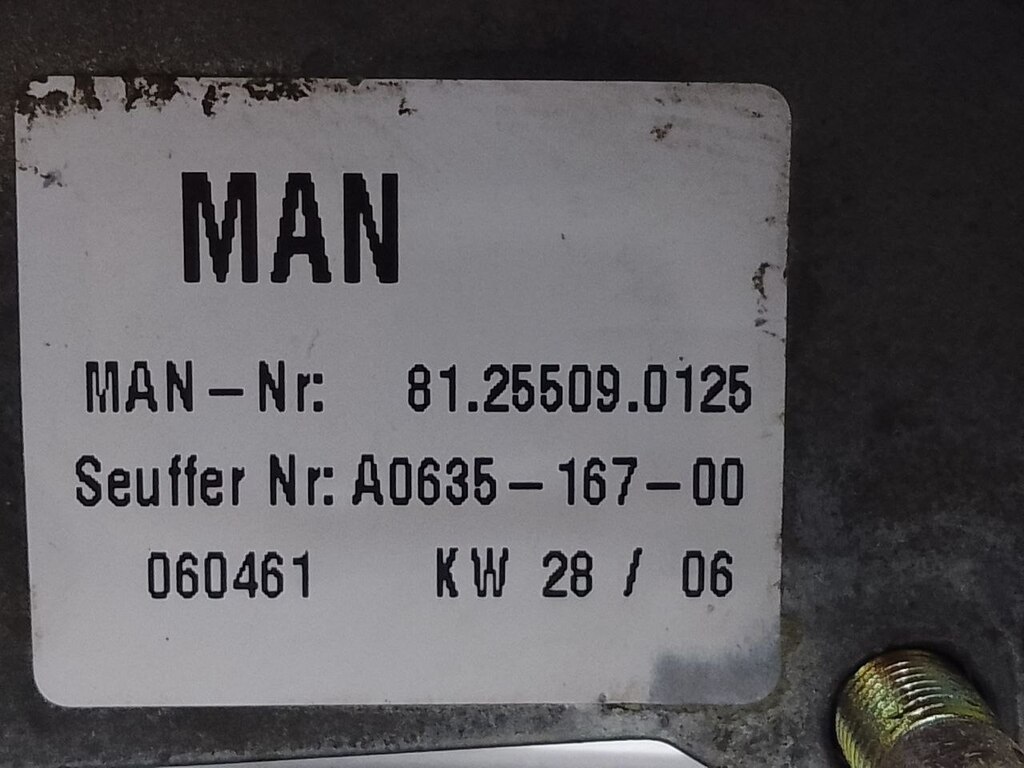 MAN
MAN-Nr: 81.25509.0125
Seuffer Nr: A0635-167-00
060461 KW 28 / 06